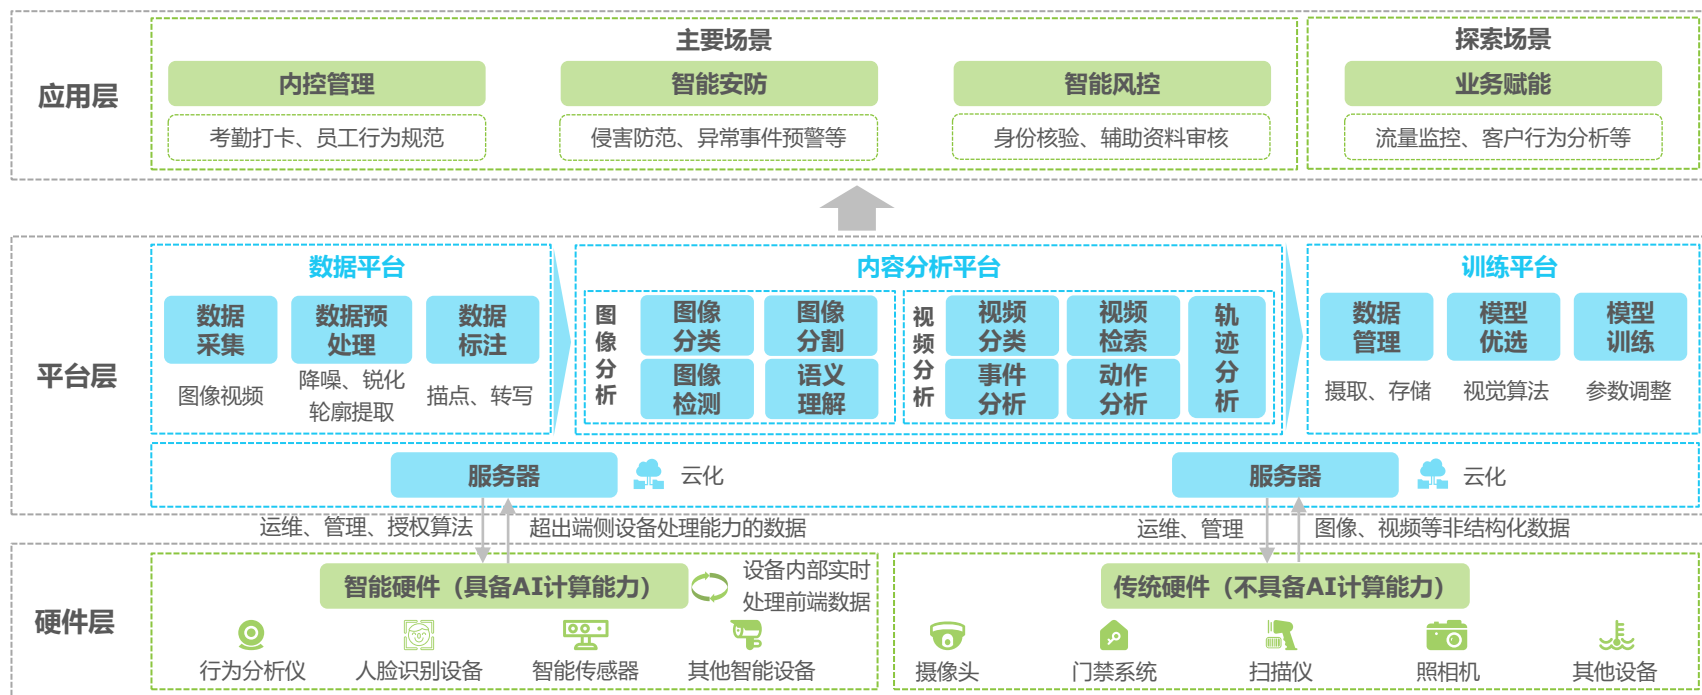 应用层
主要场景
内控管理
考勤打卡、员工行为规范
智能安防
侵害防范、异常事件预警等
智能风控
身份核验、辅助资料审核
探索场景
业务赋能
流量监控、客户行为分析等
平台层
数据平台
数据
采集
图像视频
数据预
处理
降噪、锐化
轮廓提取
数据
标注
描点、转写
内容分析平台
图
像
分
析
图像
分类
图像
分割
图像
检测
语义
理解
视
频
分
析
视频
分类
视频
检索
事件
分析
动作
分析
轨
迹
分
析
训练平台
数据
管理
摄取、存储
模型
优选
视觉算法
模型
训练
参数调整
服务器
云化
服务器
云化
运维、管理、授权算法
超出端侧设备处理能力的数据
运维、管理
图像、视频等非结构化数据
硬件层
智能硬件（具备AI计算能力）
设备内部实时
处理前端数据
行为分析仪
人脸识别设备
智能传感器
其他智能设备
传统硬件（不具备AI计算能力）
摄像头
门禁系统
扫描仪
照相机
其他设备